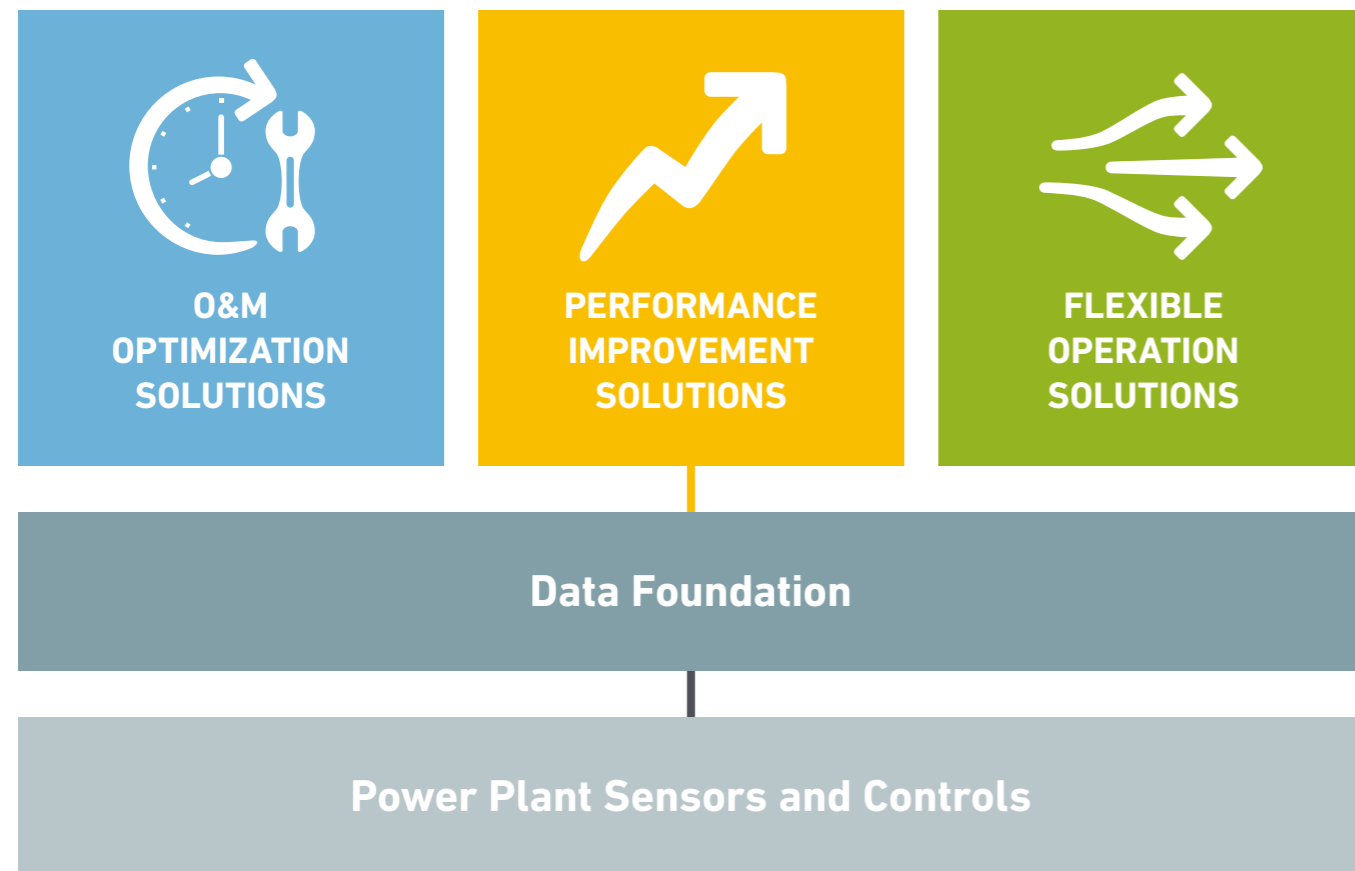 O&M
OPTIMIZATION
SOLUTIONS
PERFORMANCE
IMPROVEMENT
SOLUTIONS
FLEXIBLE
OPERATION
SOLUTIONS
Data Foundation
Power Plant Sensors and Controls